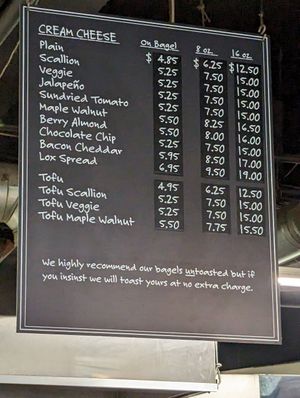 CREAM CHEESE On Bagel 8 oz. 16 oz.
Plain $ 4.85 $ 6.25 $ 12.50
Scallion 5.25 7.50 15.00
Veggie 5.25 7.50 15.00
Jalapeño 5.25 7.50 15.00
Sundried Tomato 5.25 7.50 15.00
Maple Walnut 5.50 8.25 16.50
Berry Almond 5.50 8.00 16.00
Chocolate Chip 5.25 7.50 15.00
Bacon Cheddar 5.95 8.50 17.00
Lox Spread 6.95 9.50 19.00
Tofu 4.95 6.25 12.50
Tofu Scallion 5.25 7.50 15.00
Tofu Veggie 5.25 7.50 15.00
Tofu Maple Walnut 5.50 7.75 15.50
We highly recommend our bagels untoasted but if
you insinst we will toast yours at no extra charge.